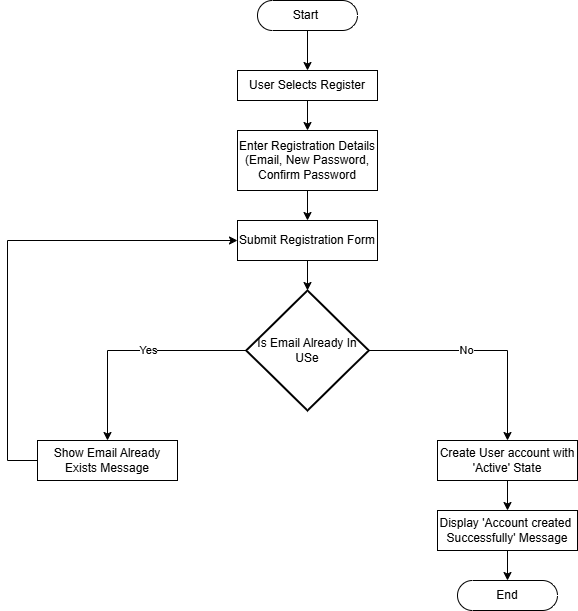 Start
User Selects Register
Enter Registration Details
(Email, New Password,
Confirm Password
Submit Registration Form
Is Email Already In
USe
Yes
No
Show Email Already
Exists Message
Create User account with
'Active' State
Display 'Account created
Successfully' Message
End